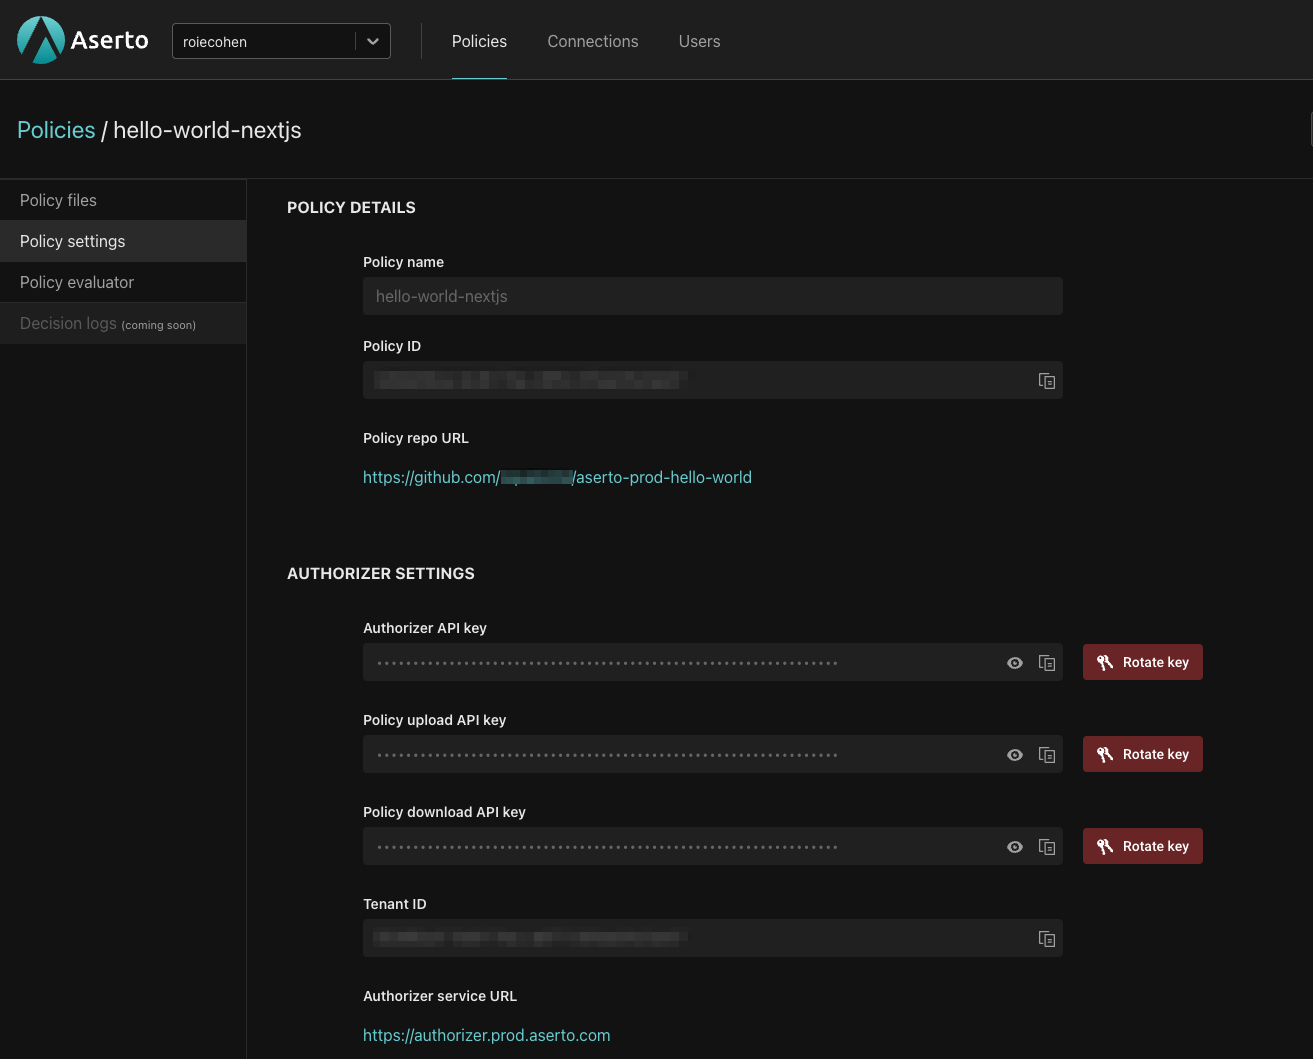 Aserto
roiecohen
Policies
Connections
Users
Policies / hello-world-nextjs
Policy files
Policy settings
Policy evaluator
Decision logs (coming soon)
POLICY DETAILS
Policy name
hello-world-nextjs
Policy ID
Policy repo URL
https://github.com/ /aserto-prod-hello-world
AUTHORIZER SETTINGS
Authorizer API key
Rotate key
Policy upload API key
Rotate key
Policy download API key
Rotate key
Tenant ID
Authorizer service URL
https://authorizer.prod.aserto.com